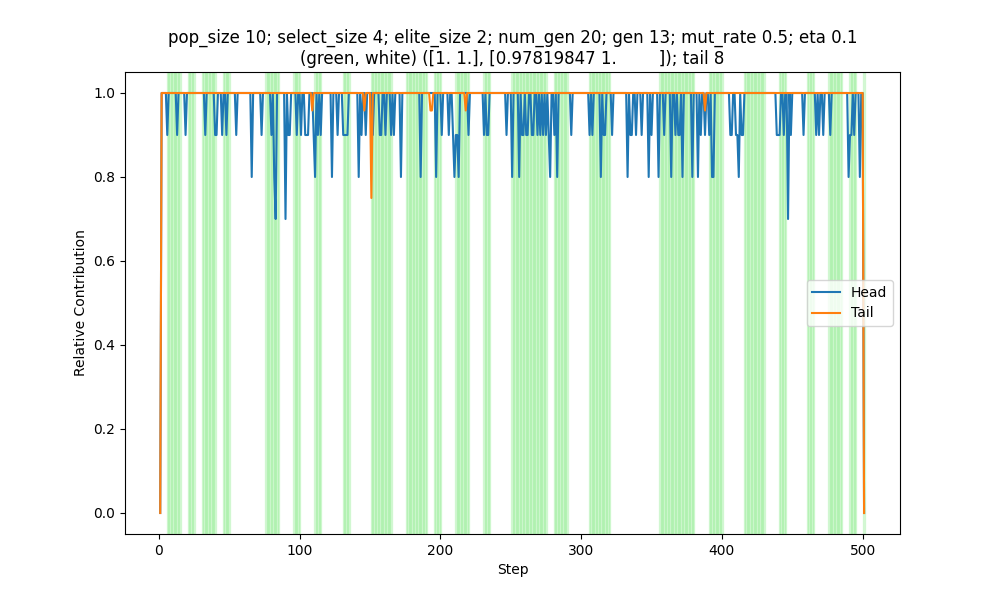 pop_size 10; select_size 4; elite_size 2; num_gen 20; gen 13; mut_rate 0.5; eta 0.1
(green, white) ([1. 1.], [0.97819847 1.         ]); tail 8
1.0
0.8
0.6
0.4
0.2
0.0
Relative Contribution
Head
Tail
0
100
200
300
400
500
Step